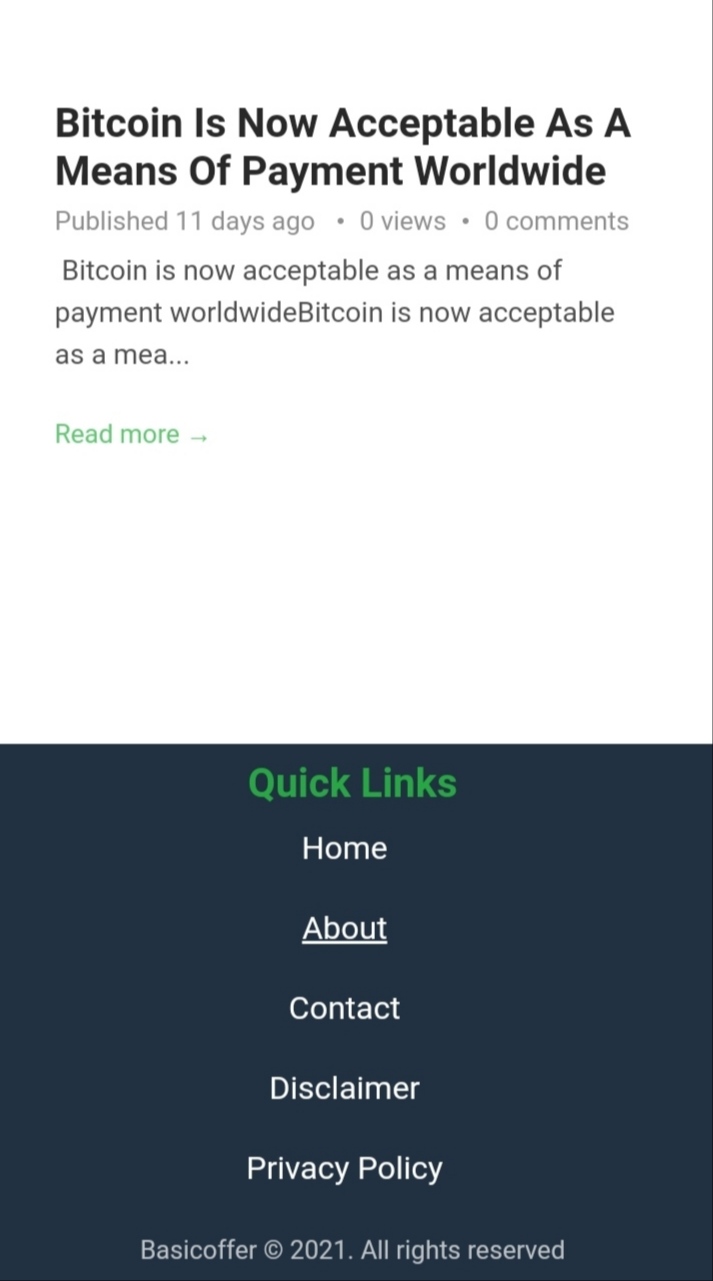 Bitcoin Is Now Acceptable As A
Means Of Payment Worldwide
Published 11 days ago • 0 views • 0 comments
Bitcoin is now acceptable as a means of
payment worldwideBitcoin is now acceptable
as a mea...
Read more →
Quick Links
Home
About
Contact
Disclaimer
Privacy Policy
Basicoffer © 2021. All rights reserved